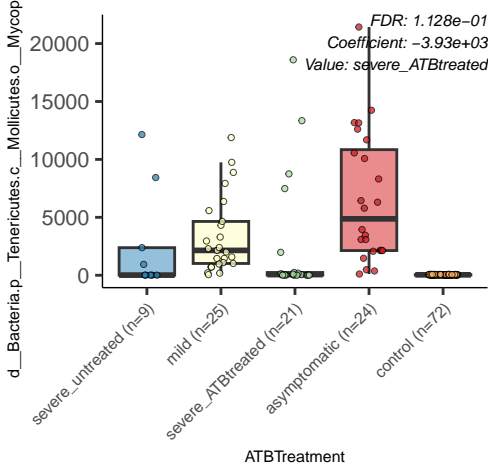 FDR: 1.128e−01
Coefficient: −3.93e+03
Value: severe_ATBtreated
d__Bacteria.p__Tenericutes.c__Mollicutes.o__Mycop
20000
15000
10000
5000
0
severe_untreated (n=9)
mild (n=25)
severe_ATBtreated (n=21)
asymptomatic (n=24)
control (n=72)
ATBTreatment